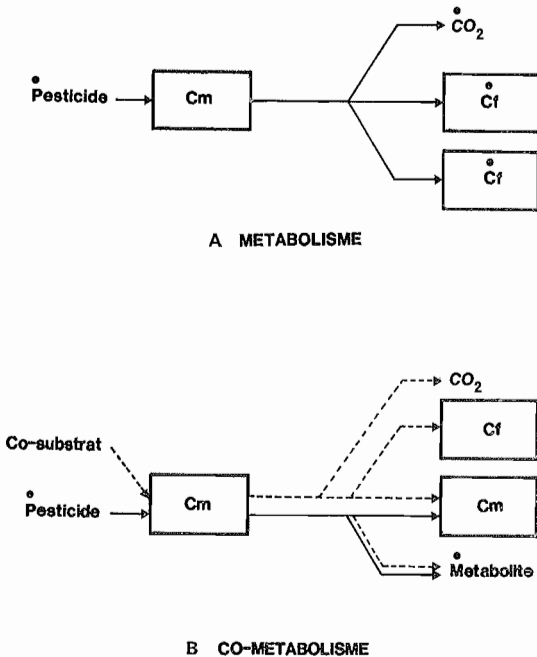 CO₂
Pesticide
Cm
Cf
Cf
A METABOLISME
CO₂
Cf
Co-substrat
Cm
Cm
Pesticide
Metabolite
B CO-METABOLISME